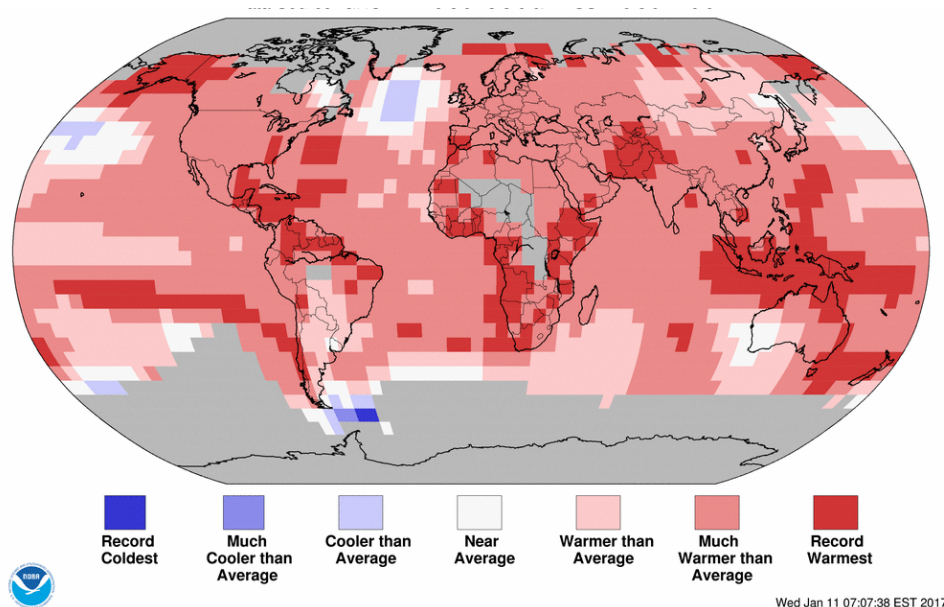 Record
Coldest
Much
Cooler than
Average
Cooler than
Average
Near
Average
Warmer than
Average
Much
Warmer than
Average
Record
Warmest
NOAA
Wed Jan 11 07:07:38 EST 2017